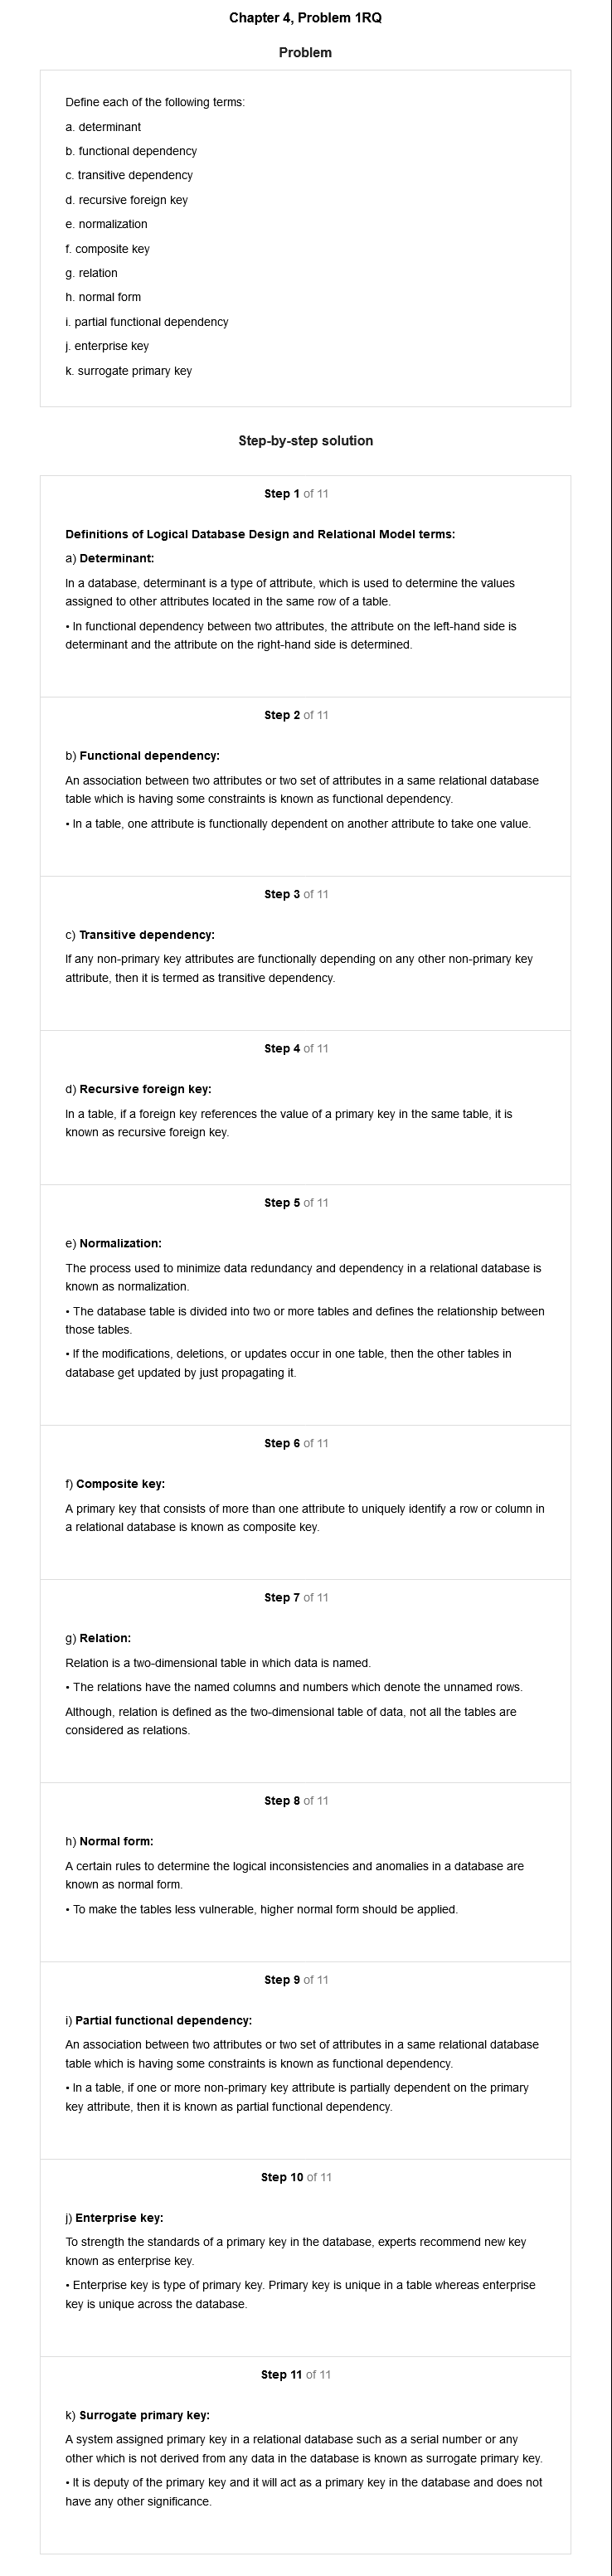 Chapter 4, Problem 1RQ
Problem
Define each of the following terms:
a. determinant
b. functional dependency
c. transitive dependency
d. recursive foreign key
e. normalization
f. composite key
g. relation
h. normal form
i. partial functional dependency
j. enterprise key
k. surrogate primary key
Step-by-step solution
Step 1 of 11
Definitions of Logical Database Design and Relational Model terms:
a) Determinant:
In a database, determinant is a type of attribute, which is used to determine the values
assigned to other attributes located in the same row of a table.
• In functional dependency between two attributes, the attribute on the left-hand side is
determinant and the attribute on the right-hand side is determined.
Step 2 of 11
b) Functional dependency:
An association between two attributes or two set of attributes in a same relational database
table which is having some constraints is known as functional dependency.
• In a table, one attribute is functionally dependent on another attribute to take one value.
Step 3 of 11
c) Transitive dependency:
If any non-primary key attributes are functionally depending on any other non-primary key
attribute, then it is termed as transitive dependency.
Step 4 of 11
d) Recursive foreign key:
In a table, if a foreign key references the value of a primary key in the same table, it is
known as recursive foreign key.
Step 5 of 11
e) Normalization:
The process used to minimize data redundancy and dependency in a relational database is
known as normalization.
• The database table is divided into two or more tables and defines the relationship between
those tables.
• If the modifications, deletions, or updates occur in one table, then the other tables in
database get updated by just propagating it.
Step 6 of 11
f) Composite key:
A primary key that consists of more than one attribute to uniquely identify a row or column in
a relational database is known as composite key.
Step 7 of 11
g) Relation:
Relation is a two-dimensional table in which data is named.
• The relations have the named columns and numbers which denote the unnamed rows.
Although, relation is defined as the two-dimensional table of data, not all the tables are
considered as relations.
Step 8 of 11
h) Normal form:
A certain rules to determine the logical inconsistencies and anomalies in a database are
known as normal form.
• To make the tables less vulnerable, higher normal form should be applied.
Step 9 of 11
i) Partial functional dependency:
An association between two attributes or two set of attributes in a same relational database
table which is having some constraints is known as functional dependency.
• In a table, if one or more non-primary key attribute is partially dependent on the primary
key attribute, then it is known as partial functional dependency.
Step 10 of 11
j) Enterprise key:
To strength the standards of a primary key in the database, experts recommend new key
known as enterprise key.
• Enterprise key is type of primary key. Primary key is unique in a table whereas enterprise
key is unique across the database.
Step 11 of 11
k) Surrogate primary key:
A system assigned primary key in a relational database such as a serial number or any
other which is not derived from any data in the database is known as surrogate primary key.
• It is deputy of the primary key and it will act as a primary key in the database and does not
have any other significance.